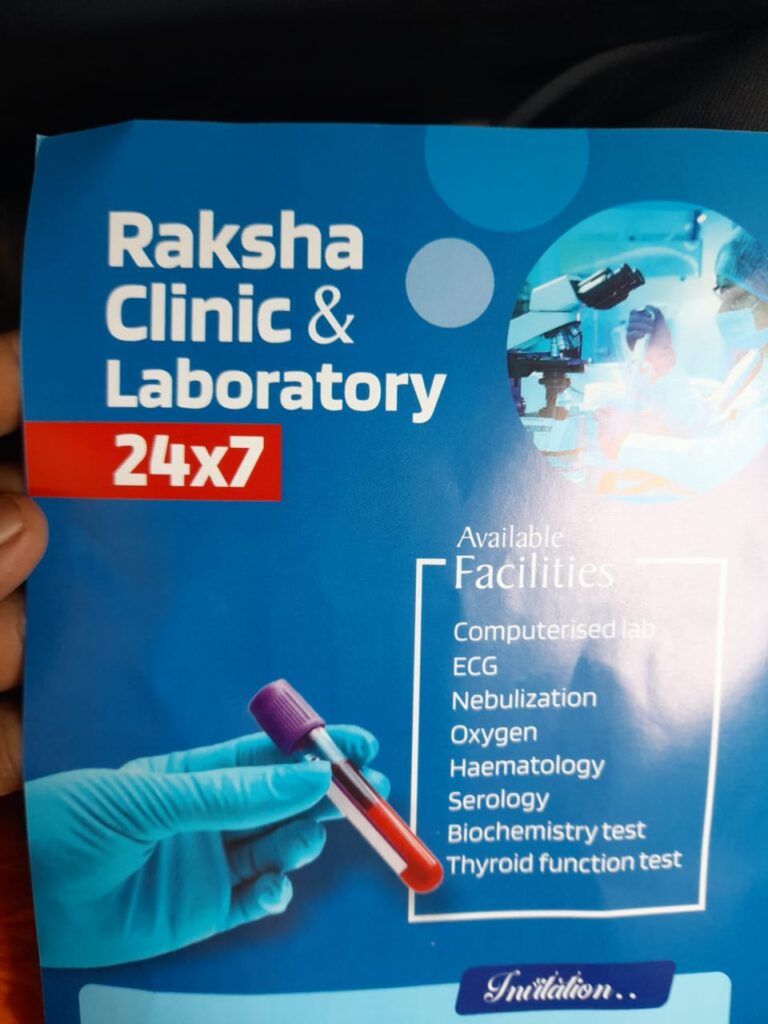 Raksha
Clinic &
Laboratory
24x7
Available
Facilities
Computerised lab
ECG
Nebulization
Oxygen
Haematology
Serology
Biochemistry test
Thyroid function test
Invitation..